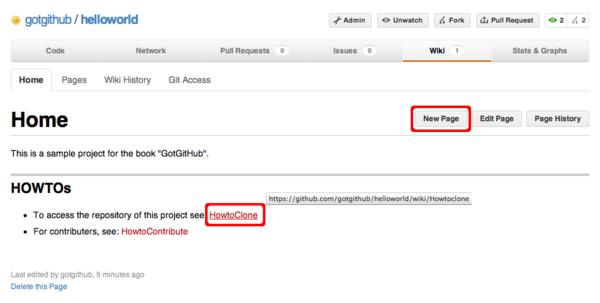 gotgithub / helloworld
Admin Unwatch Fork Pull Request 2 2
Code Network Pull Requests 0 Issues 0 Wiki 1 Stats & Graphs
Home Pages Wiki History Git Access
Home
New Page Edit Page Page History
This is a sample project for the book "GotGitHub".
HOWTOs
https://github.com/gotgithub/helloworld/wiki/Howtoclone
• To access the repository of this project see: HowtoClone
• For contributers, see: HowtoContribute
Last edited by gotgithub, 5 minutes ago
Delete this Page